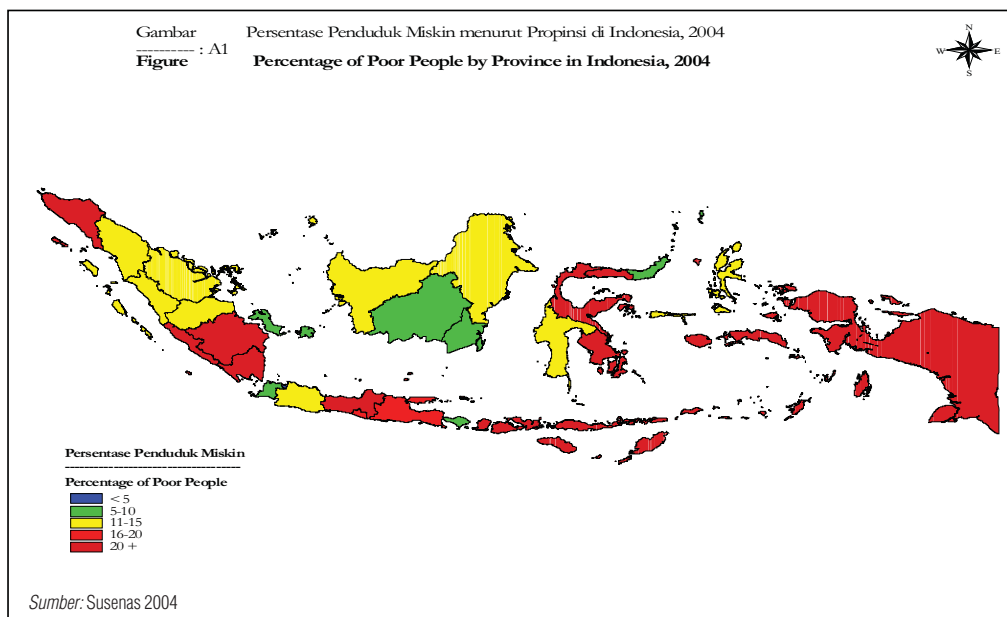 Gambar Persentase Penduduk Miskin menurut Propinsi di Indonesia, 2004
---------- : A1
Figure Percentage of Poor People by Province in Indonesia, 2004
N
W E
S
Persentase Penduduk Miskin
-----------------------------------
Percentage of Poor People
< 5
5-10
11-15
16-20
20 +
Sumber: Susenas 2004